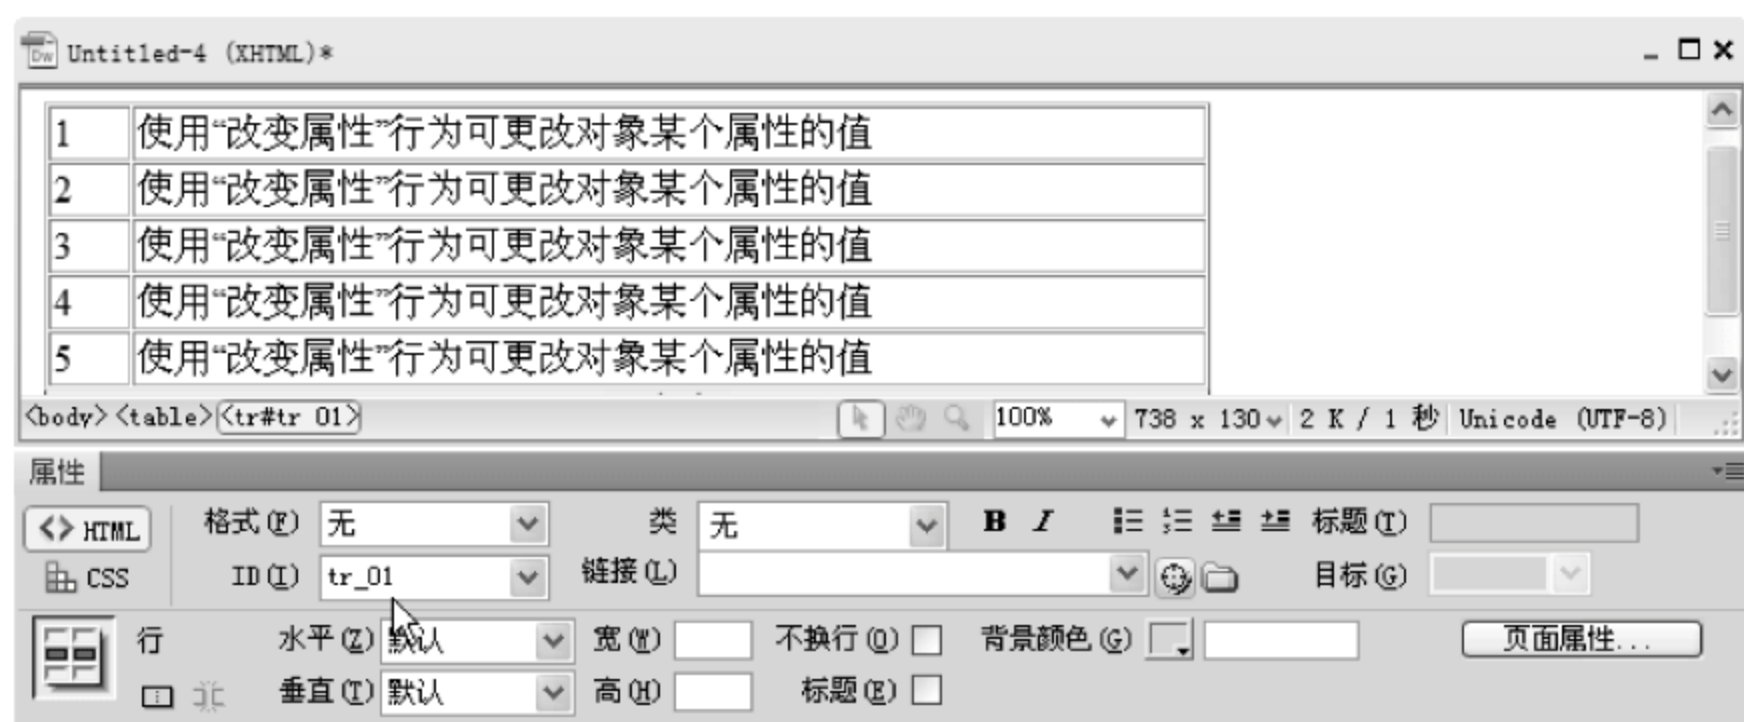 Untitled-4 (XHTML)*
1 使用“改变属性”行为可更改对象某个属性的值
2 使用“改变属性”行为可更改对象某个属性的值
3 使用“改变属性”行为可更改对象某个属性的值
4 使用“改变属性”行为可更改对象某个属性的值
5 使用“改变属性”行为可更改对象某个属性的值
<body> <table> <tr#tr_01> 100% 738 x 130 2 K / 1 秒 Unicode (UTF-8)
属性
<> HTML 格式(F) 无 类 无 B I 标题(T)
CSS ID(I) tr_01 链接(L) 目标(G)
行 水平(Z) 默认 宽(W) 不换行(O) 背景颜色(G) 页面属性...
垂直(T) 默认 高(H) 标题(E)